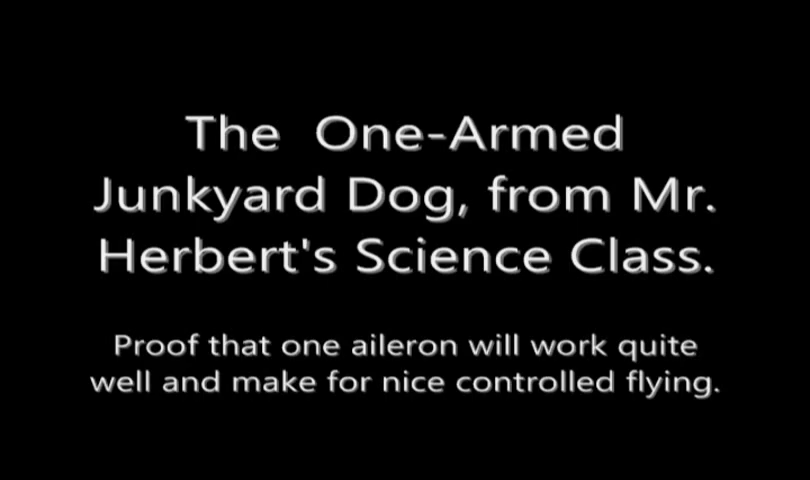 The One-Armed
Junkyard Dog, from Mr.
Herbert's Science Class.
Proof that one aileron will work quite
well and make for nice controlled flying.